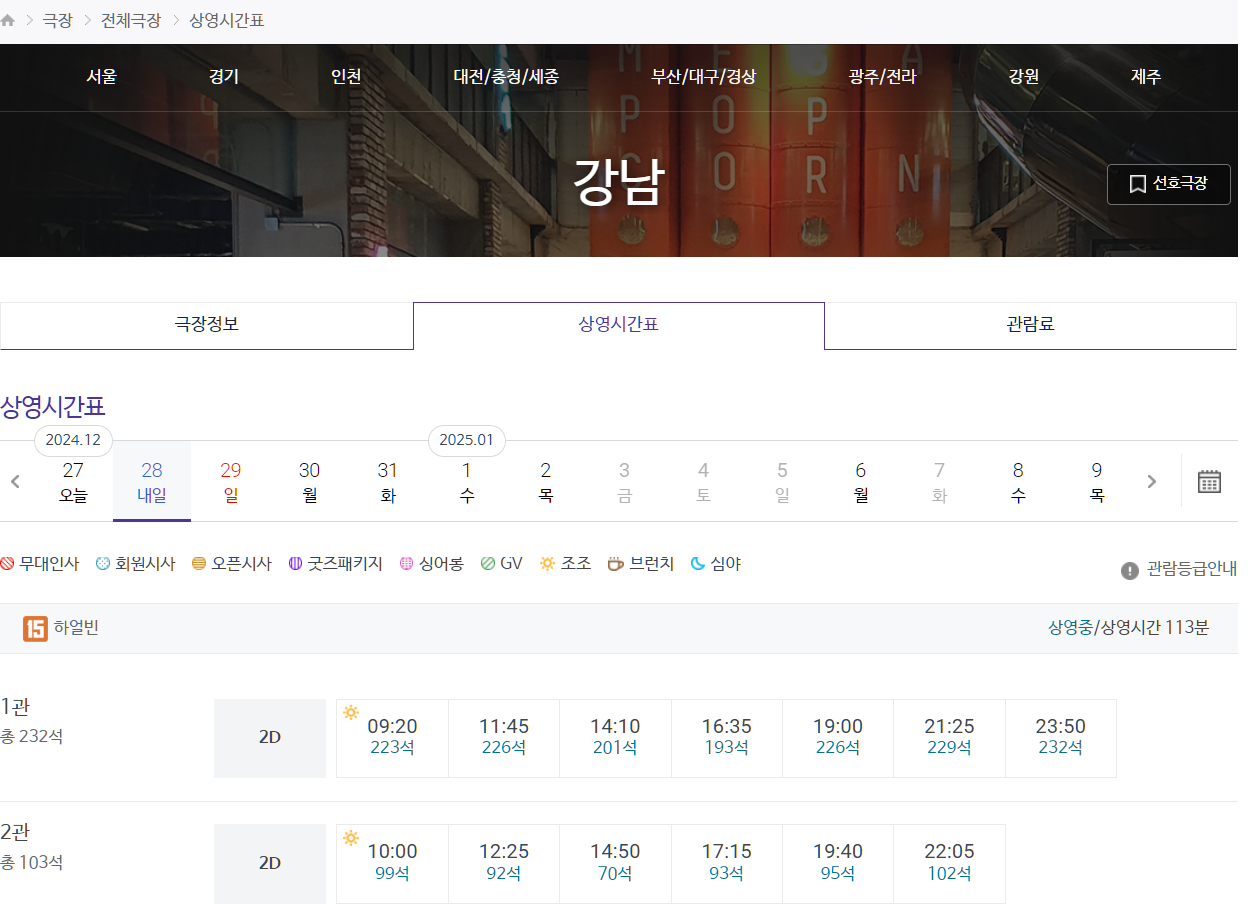 극장 전체극장 상영시간표
서울 경기 인천 대전/충청/세종 부산/대구/경상 광주/전라 강원 제주
강남
선호극장
극장정보 상영시간표 관람료
상영시간표
2024.12 2025.01
27 28 29 30 31 1 2 3 4 5 6 7 8 9
오늘 내일 일 월 화 수 목 금 토 일 월 화 수 목
무대인사 회원시사 오픈시사 굿즈패키지 싱어롱 GV 조조 브런치 심야
관람등급안내
15 하얼빈 상영중/상영시간 113분
1관
총 232석
2D
09:20 11:45 14:10 16:35 19:00 21:25 23:50
223석 226석 201석 193석 226석 229석 232석
2관
총 103석
2D
10:00 12:25 14:50 17:15 19:40 22:05
99석 92석 70석 93석 95석 102석